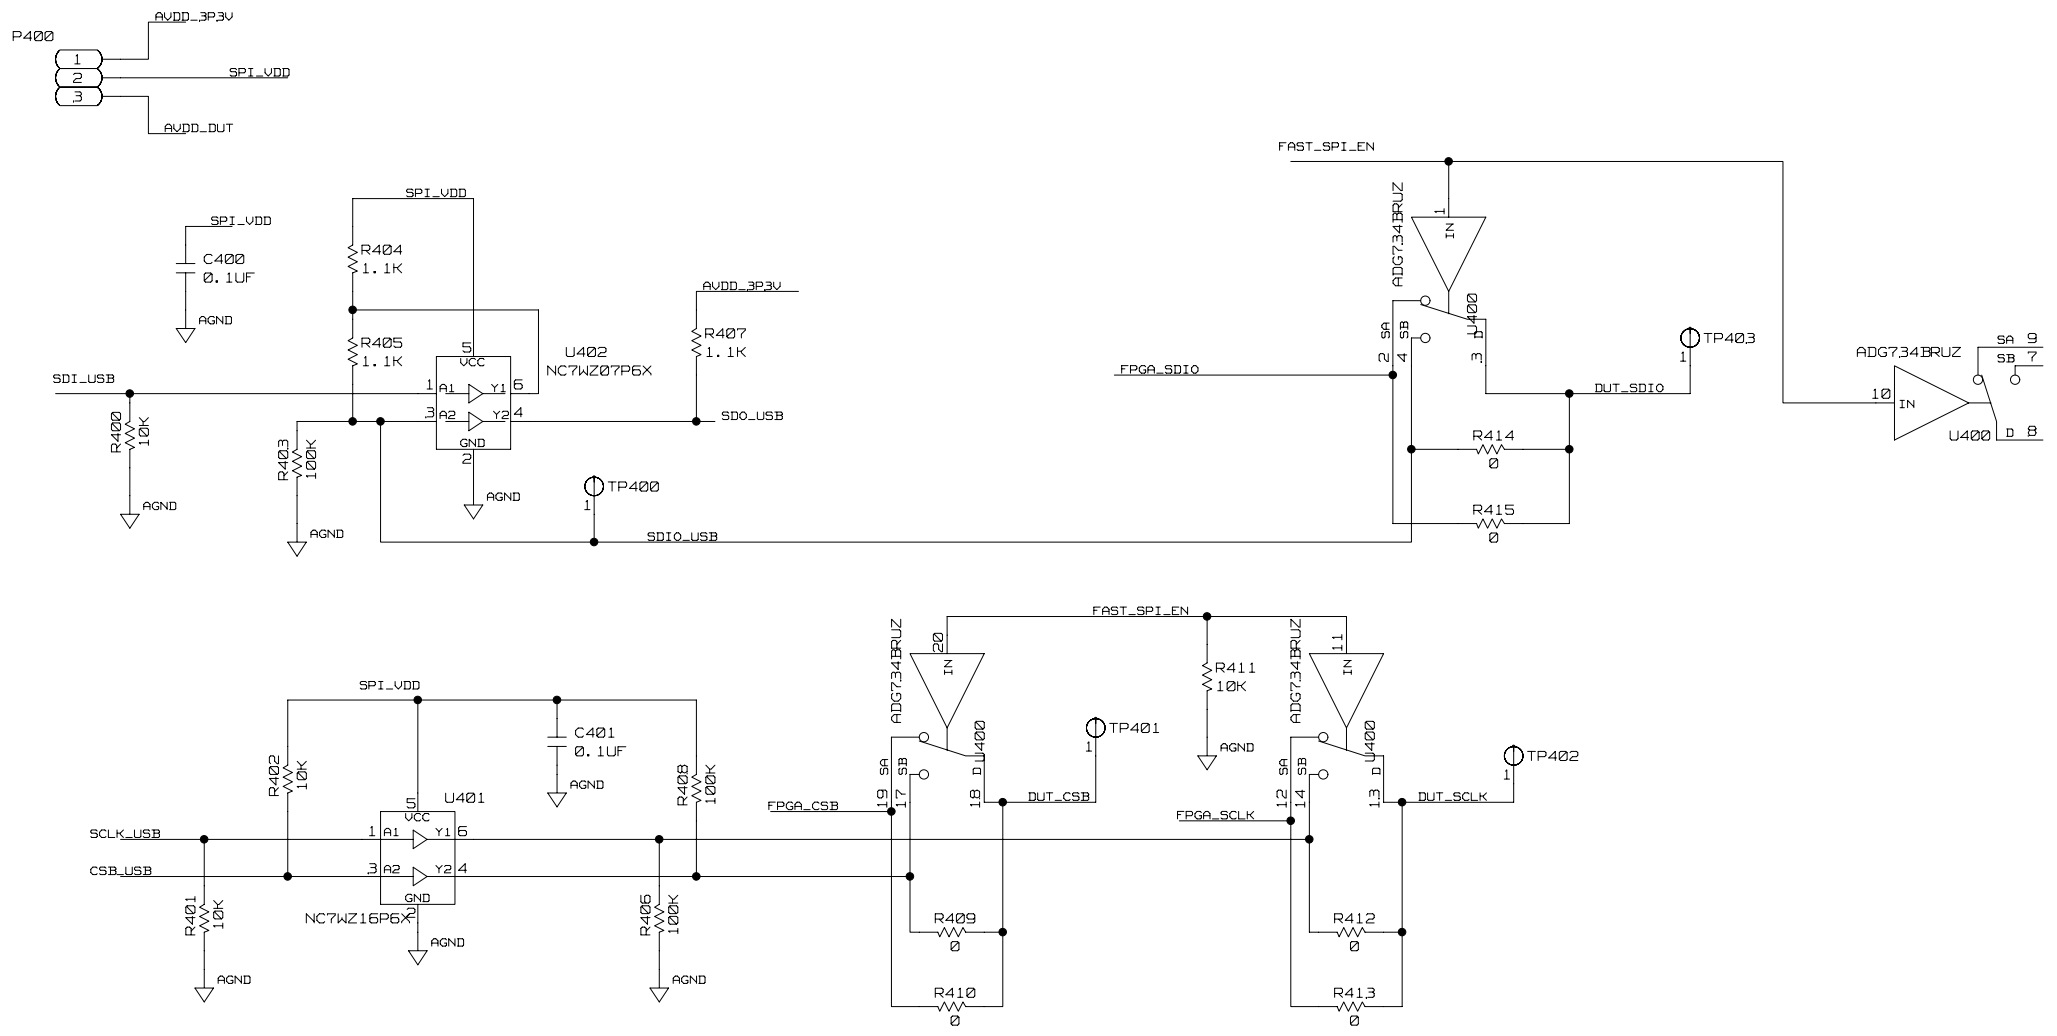 AVDD_3P3V
P400
1
2
SPI_VDD
3
AVDD_DUT
FAST_SPI_EN
SPI_VDD
SPI_VDD
C400
0.1UF
AGND
R404
1.1K
R405
1.1K
AVDD_3P3V
R407
1.1K
U402
NC7WZ07P6X
5
VCC
1 A1 Y1 6
3 A2 Y2 4
GND
2
AGND
SDI_USB
R400
10K
AGND
R403
100K
AGND
SDO_USB
TP400
1
SDIO_USB
ADG734BRUZ
1
IN
U400
SA
2
SB
4
D
3
FPGA_SDIO
TP403
1
DUT_SDIO
R414
0
R415
0
ADG734BRUZ
10
IN
U400
SA 9
SB 7
D 8
FAST_SPI_EN
ADG734BRUZ
20
IN
U400
SA
19
SB
17
D
18
FPGA_CSB
TP401
1
DUT_CSB
R411
10K
AGND
ADG734BRUZ
11
IN
U400
SA
12
SB
14
D
13
FPGA_SCLK
TP402
1
DUT_SCLK
SPI_VDD
R402
10K
C401
0.1UF
AGND
R408
100K
U401
5
VCC
SCLK_USB
1 A1 Y1 6
CSB_USB
3 A2 Y2 4
GND
2
NC7WZ16P6X
AGND
R401
10K
AGND
R406
100K
AGND
R409
0
R410
0
R412
0
R413
0